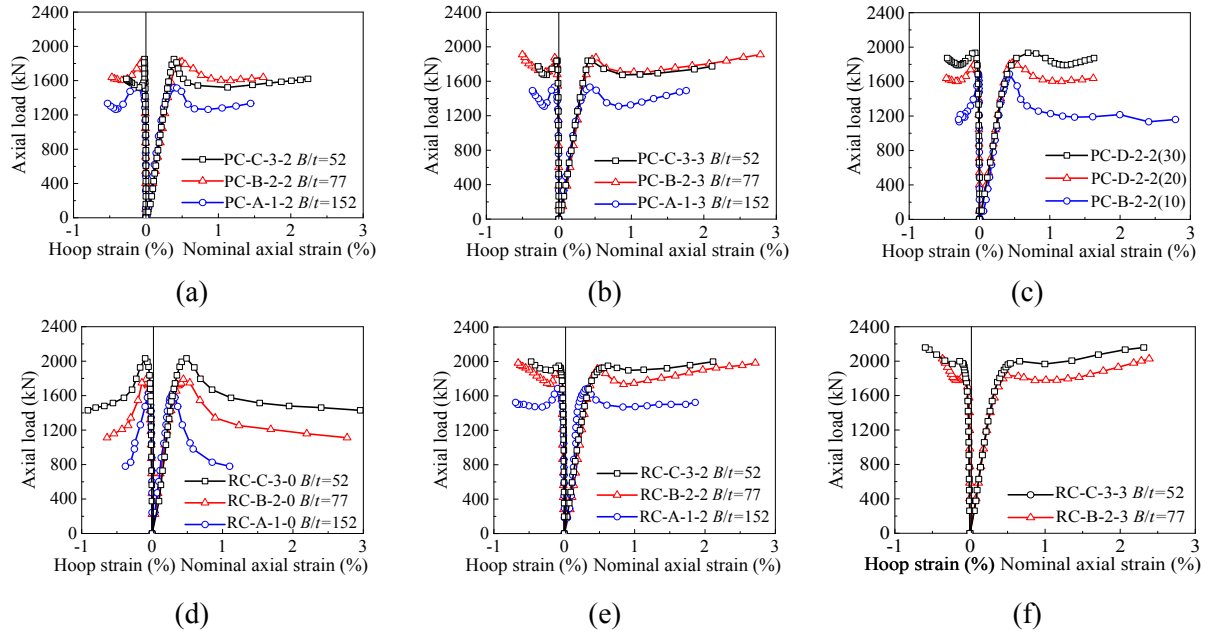 2400
2000
1600
1200
800
400
0
Axial load (kN)
PC-C-3-2 B/t=52
PC-B-2-2 B/t=77
PC-A-1-2 B/t=152
-1 0 1 2 3
Hoop strain (%) Nominal axial strain (%)
(a)
2400
2000
1600
1200
800
400
0
Axial load (kN)
PC-C-3-3 B/t=52
PC-B-2-3 B/t=77
PC-A-1-3 B/t=152
-1 0 1 2 3
Hoop strain (%) Nominal axial strain (%)
(b)
2400
2000
1600
1200
800
400
0
Axial load (kN)
PC-D-2-2(30)
PC-D-2-2(20)
PC-B-2-2(10)
-1 0 1 2 3
Hoop strain (%) Nominal axial strain (%)
(c)
2400
2000
1600
1200
800
400
0
Axial load (kN)
RC-C-3-0 B/t=52
RC-B-2-0 B/t=77
RC-A-1-0 B/t=152
-1 0 1 2 3
Hoop strain (%) Nominal axial strain (%)
(d)
2400
2000
1600
1200
800
400
0
Axial load (kN)
RC-C-3-2 B/t=52
RC-B-2-2 B/t=77
RC-A-1-2 B/t=152
-1 0 1 2 3
Hoop strain (%) Nominal axial strain (%)
(e)
2400
2000
1600
1200
800
400
0
Axial load (kN)
RC-C-3-3 B/t=52
RC-B-2-3 B/t=77
-1 0 1 2 3
Hoop strain (%) Nominal axial strain (%)
(f)